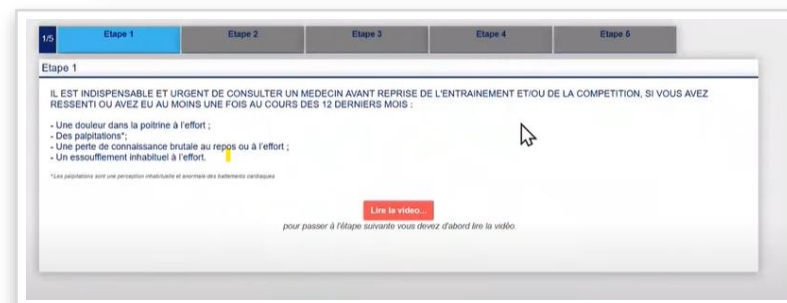 1/5 Etape 1 Etape 2 Etape 3 Etape 4 Etape 5
Etape 1
IL EST INDISPENSABLE ET URGENT DE CONSULTER UN MEDECIN AVANT REPRISE DE L'ENTRAINEMENT ET/OU DE LA COMPETITION, SI VOUS AVEZ
RESSENTI OU AVEZ EU AU MOINS UNE FOIS AU COURS DES 12 DERNIERS MOIS :
- Une douleur dans la poitrine à l'effort ;
- Des palpitations*;
- Une perte de connaissance brutale au repos ou à l'effort ;
- Un essoufflement inhabituel à l'effort.
*Les palpitations sont une perception inhabituelle et anormale des battements cardiaques
Lire la video...
pour passer à l'étape suivante vous devez d'abord lire la vidéo